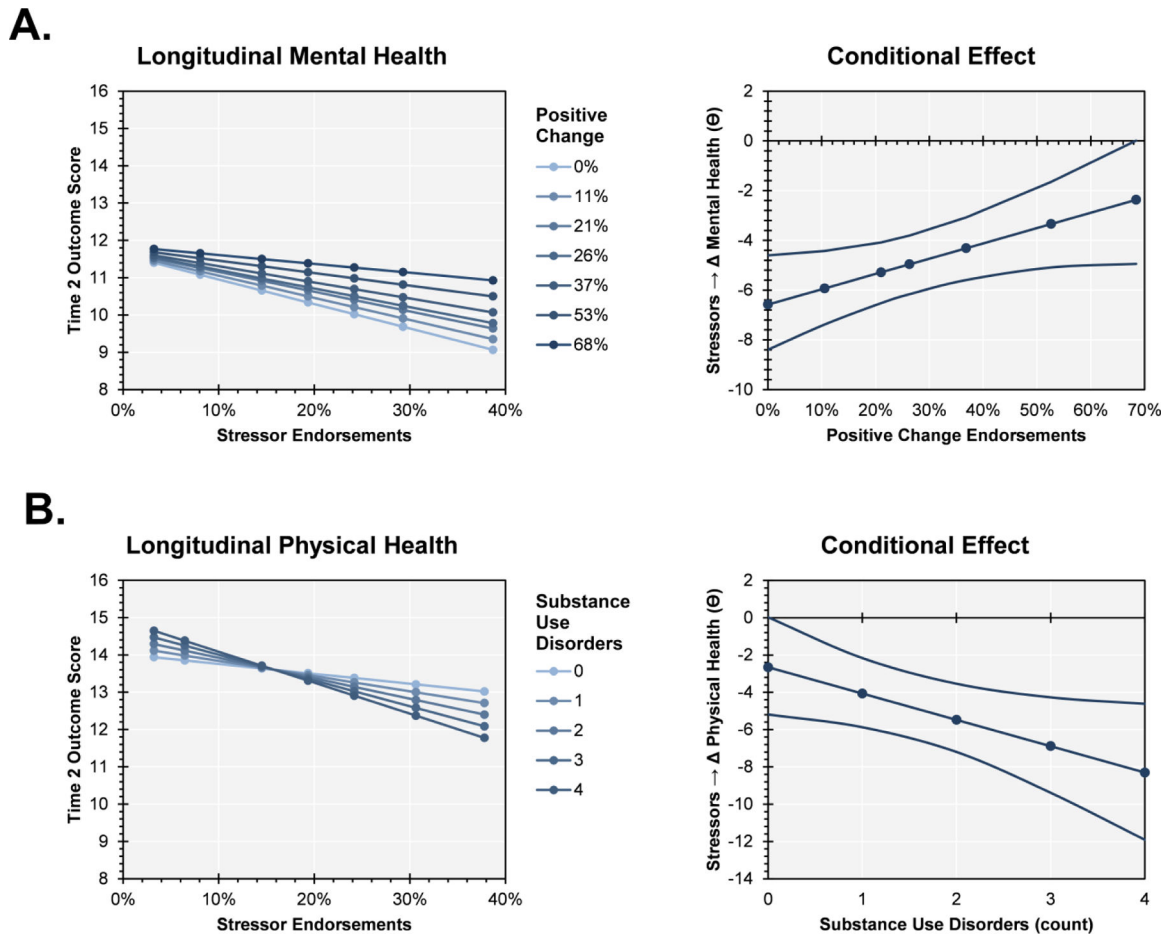 A.
Longitudinal Mental Health
Time 2 Outcome Score
16
15
14
13
12
11
10
9
8
0% 10% 20% 30% 40%
Stressor Endorsements
Positive
Change
0%
11%
21%
26%
37%
53%
68%
Conditional Effect
Stressors → Δ Mental Health (Θ)
2
0
-2
-4
-6
-8
-10
0% 10% 20% 30% 40% 50% 60% 70%
Positive Change Endorsements
B.
Longitudinal Physical Health
Time 2 Outcome Score
16
15
14
13
12
11
10
9
8
0% 10% 20% 30% 40%
Stressor Endorsements
Substance
Use
Disorders
0
1
2
3
4
Conditional Effect
Stressors → Δ Physical Health (Θ)
2
0
-2
-4
-6
-8
-10
-12
-14
0 1 2 3 4
Substance Use Disorders (count)